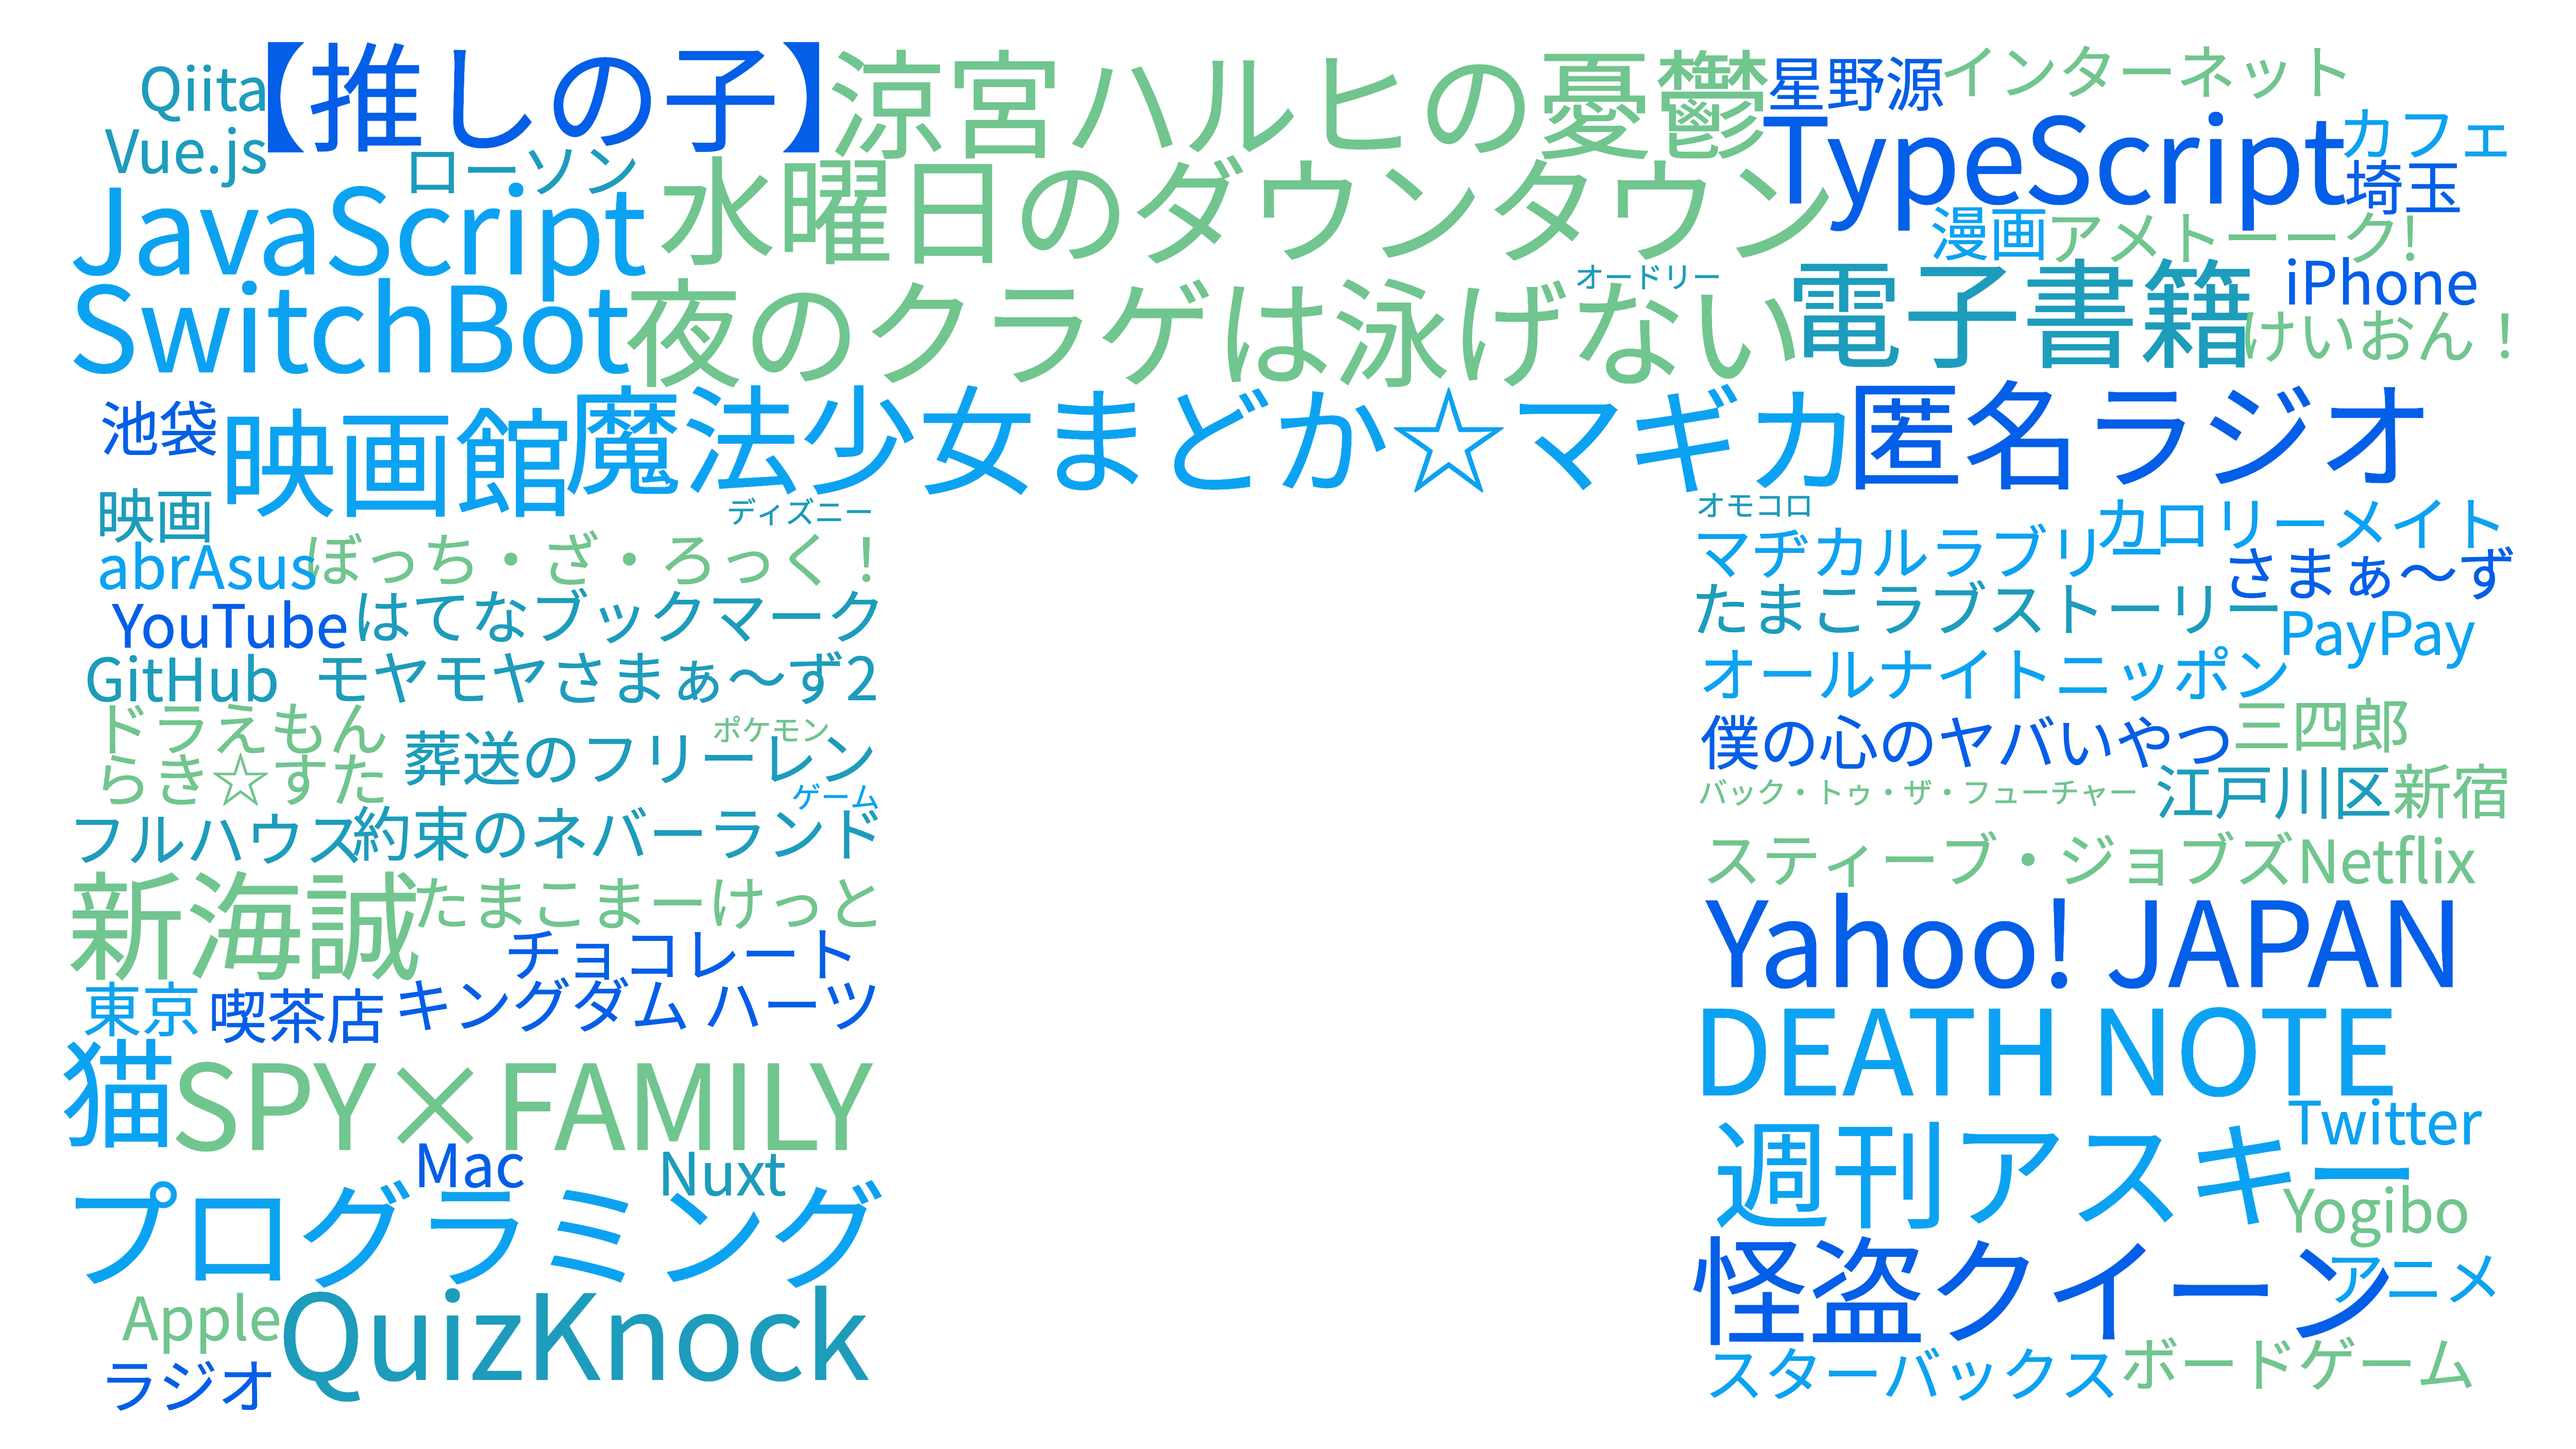 Qiita
【推しの子】
涼宮ハルヒの憂鬱
星野源
インターネット
Vue.js
ローソン
TypeScript
カフェ
埼玉
JavaScript
水曜日のダウンタウン
漫画
アメトーーク!
オードリー
iPhone
SwitchBot
夜のクラゲは泳げない
電子書籍
けいおん！
池袋
映画館
魔法少女まどか☆マギカ
匿名ラジオ
映画
ディズニー
オモコロ
カロリーメイト
abrAsus
ぼっち・ざ・ろっく！
マヂカルラブリー
さまぁ〜ず
YouTube
はてなブックマーク
たまこラブストーリー
PayPay
GitHub
モヤモヤさまぁ〜ず2
オールナイトニッポン
ドラえもん
ポケモン
葬送のフリーレン
僕の心のヤバいやつ
三四郎
らき☆すた
ゲーム
バック・トゥ・ザ・フューチャー
江戸川区
新宿
フルハウス
約束のネバーランド
スティーブ・ジョブズ
Netflix
新海誠
たまこまーけっと
Yahoo! JAPAN
チョコレート
東京
喫茶店
キングダム ハーツ
DEATH NOTE
猫
SPY×FAMILY
Twitter
Mac
Nuxt
週刊アスキー
Yogibo
プログラミング
怪盗クイーン
アニメ
Apple
QuizKnock
ラジオ
スターバックス
ボードゲーム